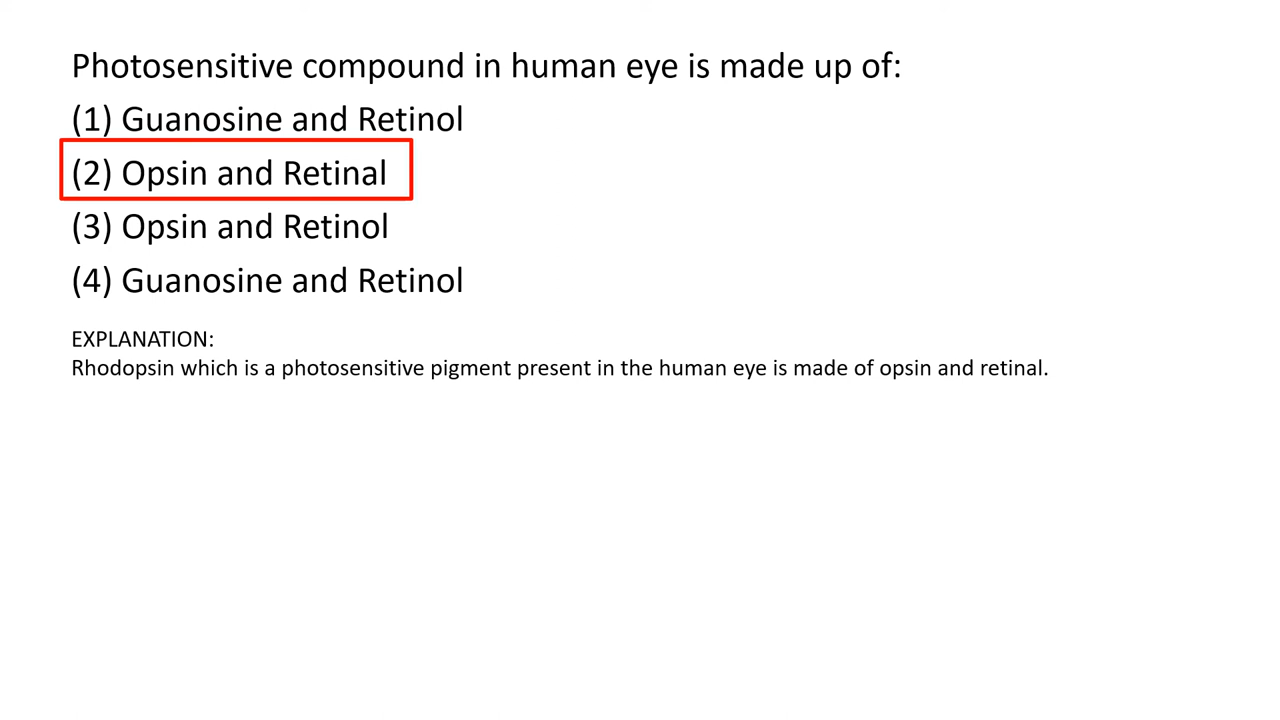 Photosensitive compound in human eye is made up of:
(1) Guanosine and Retinol
(2) Opsin and Retinal
(3) Opsin and Retinol
(4) Guanosine and Retinol
EXPLANATION:
Rhodopsin which is a photosensitive pigment present in the human eye is made of opsin and retinal.